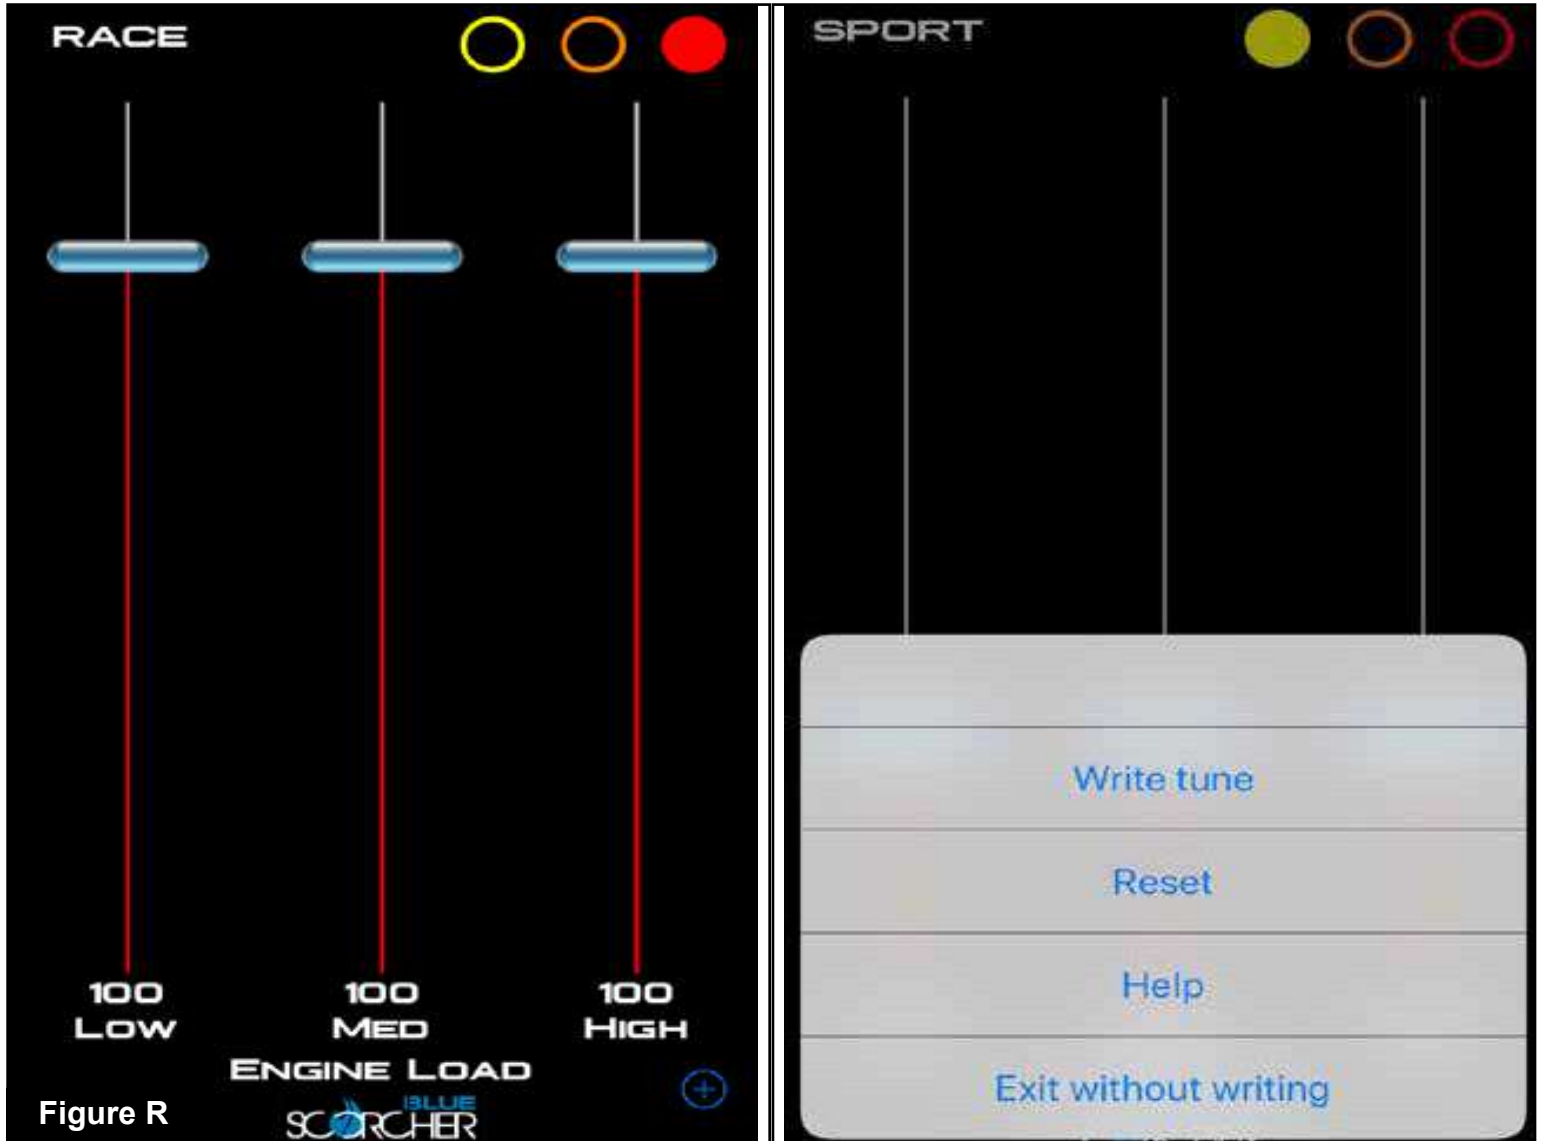 RACE
100 100 100
LOW MED HIGH
ENGINE LOAD
BLUE
SCORCHER
Figure R
SPORT
Write tune
Reset
Help
Exit without writing